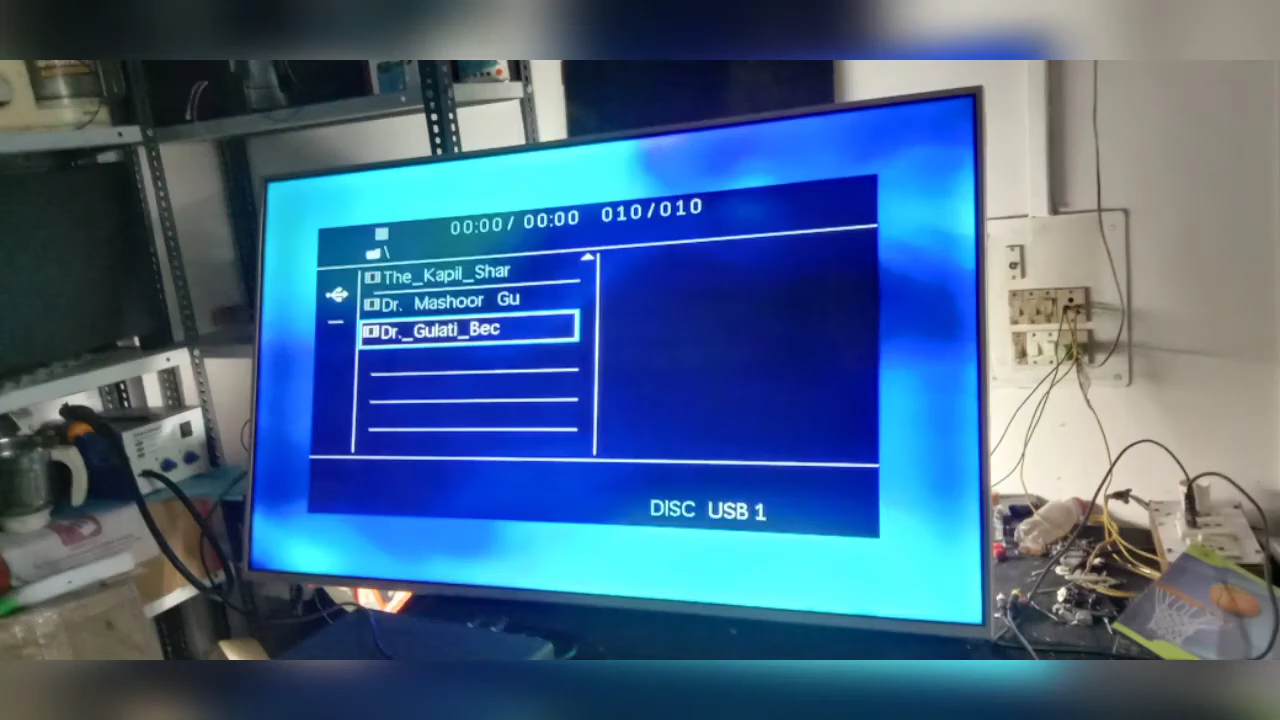 00:00/ 00:00 010/010
\
The_Kapil_Shar
Dr. Mashoor Gu
Dr._Gulati_Bec
DISC USB 1